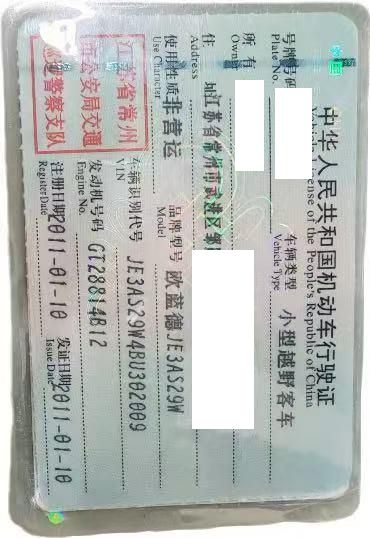 中华人民共和国机动车行驶证
Vehicle License of the People's Republic of China
号牌号码
Plate No.
车辆类型 小型越野客车
Vehicle Type
所有
Owner
住 址 江苏省常州市武进区邹
Address
使用性质 非营运
Use Character
品牌型号 欧蓝德JE3AS29W
Model
车辆识别代号 JE3AS29W4BU302009
VIN
发动机号码 GT28814B12
Engine No.
注册日期 2011-01-10
Register Date
发证日期 2011-01-10
Issue Date
江苏省常州
市公安局交通
巡逻警察支队